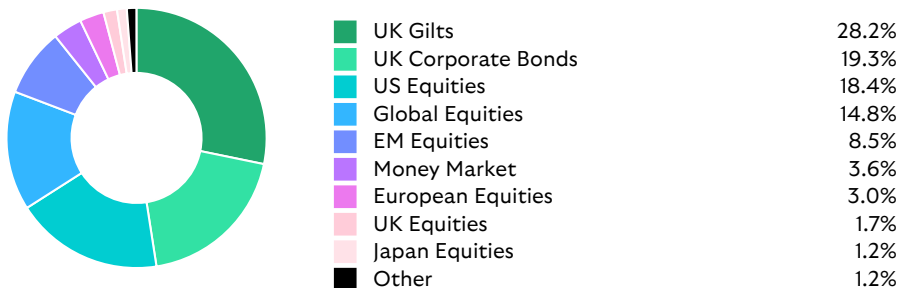 UK Gilts 28.2%
UK Corporate Bonds 19.3%
US Equities 18.4%
Global Equities 14.8%
EM Equities 8.5%
Money Market 3.6%
European Equities 3.0%
UK Equities 1.7%
Japan Equities 1.2%
Other 1.2%